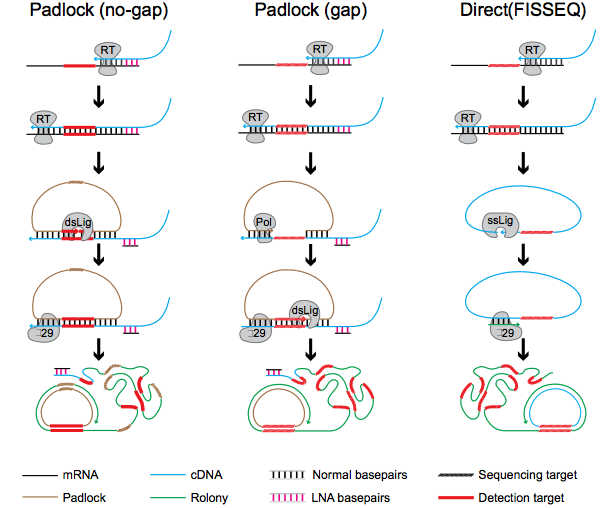 Padlock (no-gap) Padlock (gap) Direct(FISSEQ)
RT RT RT
RT RT RT
dsLig Pol ssLig
29 dsLig 29
29
mRNA cDNA Normal basepairs Sequencing target
Padlock Rolony LNA basepairs Detection target